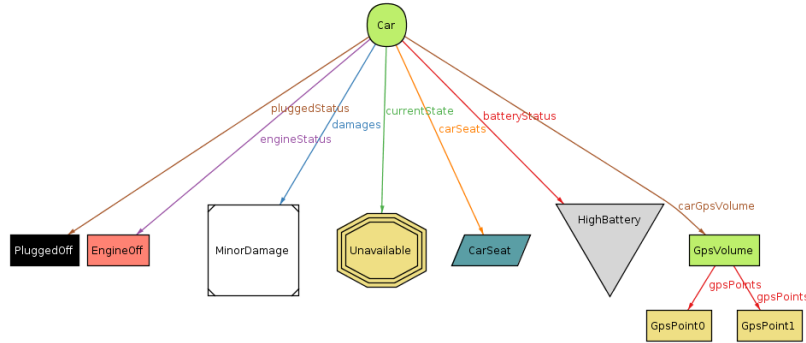 Car
pluggedStatus
engineStatus
damages
currentState
carSeats
batteryStatus
carGpsVolume
PluggedOff
EngineOff
MinorDamage
Unavailable
CarSeat
HighBattery
GpsVolume
gpsPoints
gpsPoints
GpsPoint0
GpsPoint1